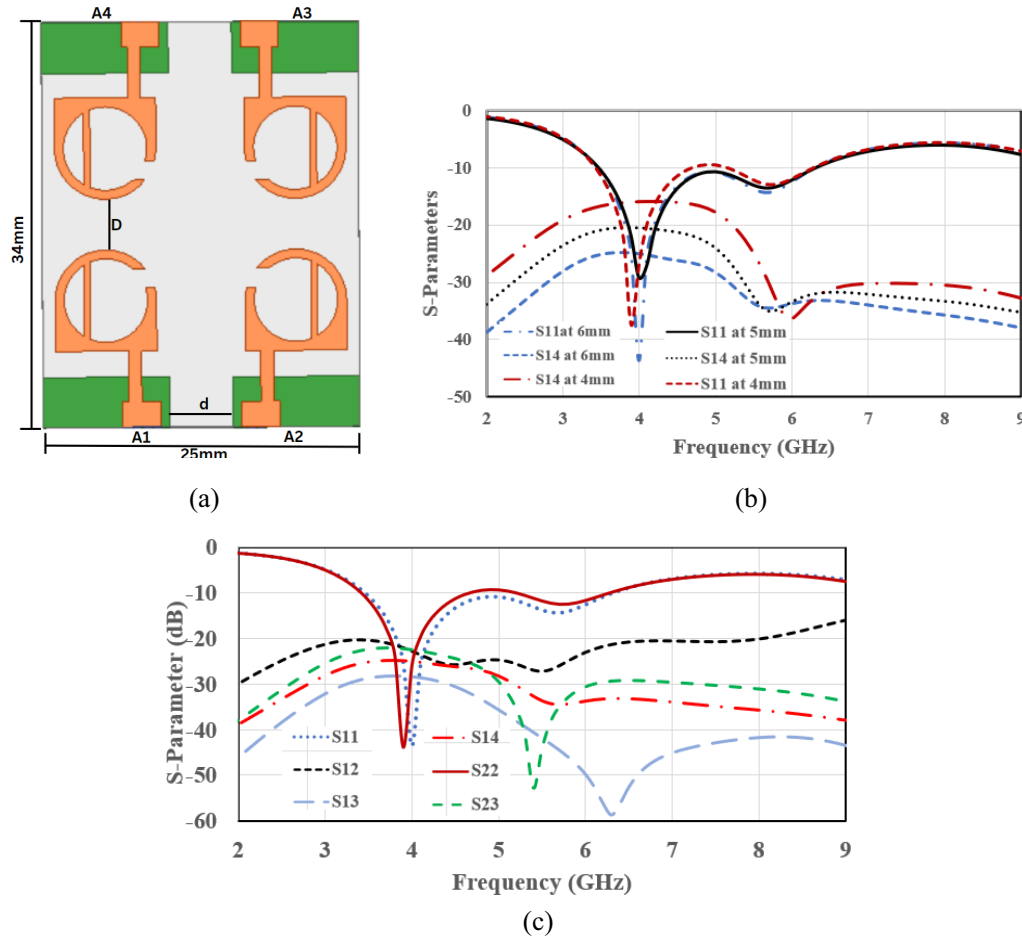 A4 A3
34mm
D
d
A1 A2
25mm
(a)
0
-10
-20
-30
-40
-50
S-Parameters
S11at 6mm S11 at 5mm
S14 at 6mm S14 at 5mm
S14 at 4mm S11 at 4mm
2 3 4 5 6 7 8 9
Frequency (GHz)
(b)
0
-10
-20
-30
-40
-50
-60
S-Parameter (dB)
S11 S14
S12 S22
S13 S23
2 3 4 5 6 7 8 9
Frequency (GHz)
(c)